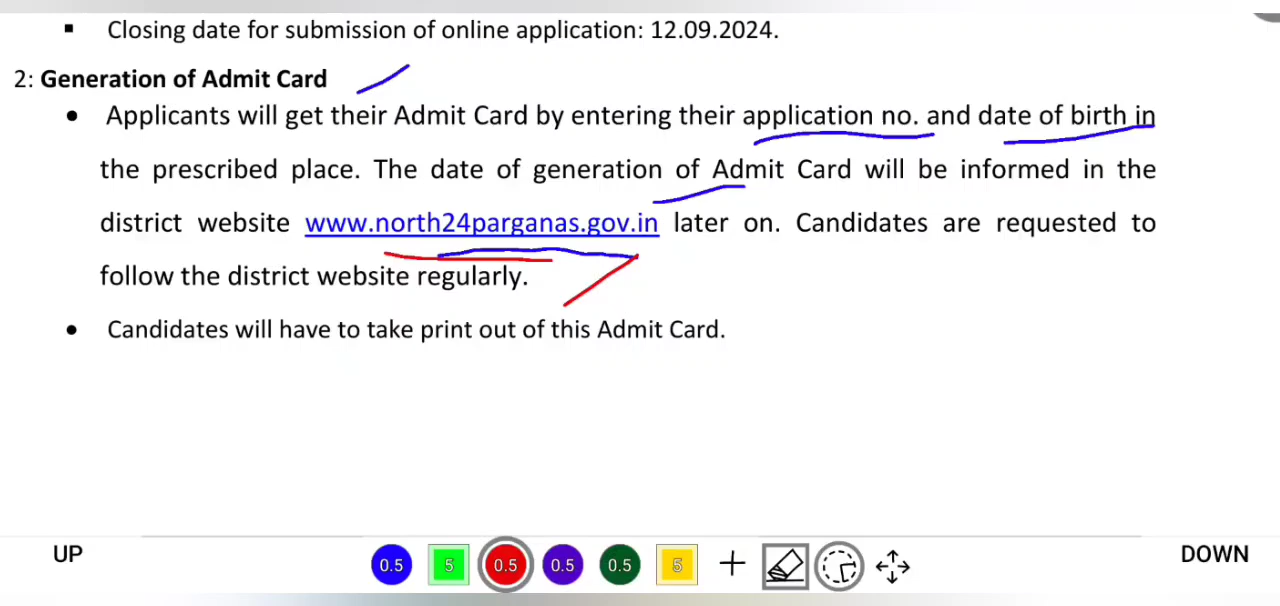 ▪ Closing date for submission of online application: 12.09.2024.
2: Generation of Admit Card
• Applicants will get their Admit Card by entering their application no. and date of birth in
the prescribed place. The date of generation of Admit Card will be informed in the
district website www.north24parganas.gov.in later on. Candidates are requested to
follow the district website regularly.
• Candidates will have to take print out of this Admit Card.
UP 0.5 5 0.5 0.5 0.5 5 + DOWN